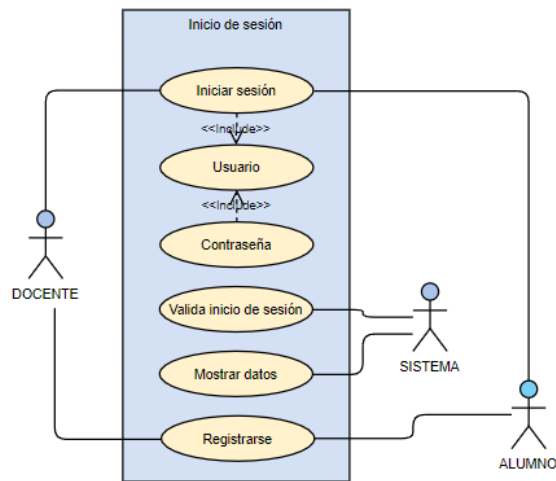 Inicio de sesión
Iniciar sesión
<<Include>>
Usuario
<<Include>>
Contraseña
DOCENTE
Valida inicio de sesión
SISTEMA
Mostrar datos
Registrarse
ALUMNO